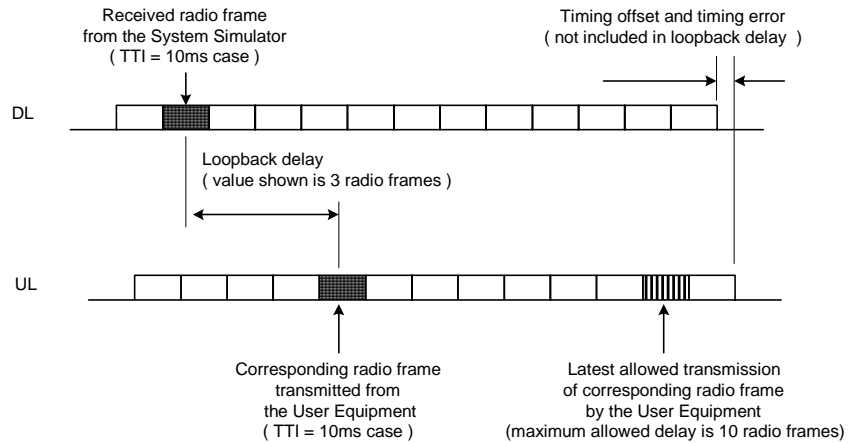 Received radio frame
from the System Simulator
( TTI = 10ms case )
Timing offset and timing error
( not included in loopback delay )
DL
Loopback delay
( value shown is 3 radio frames )
UL
Corresponding radio frame
transmitted from
the User Equipment
( TTI = 10ms case )
Latest allowed transmission
of corresponding radio frame
by the User Equipment
(maximum allowed delay is 10 radio frames)